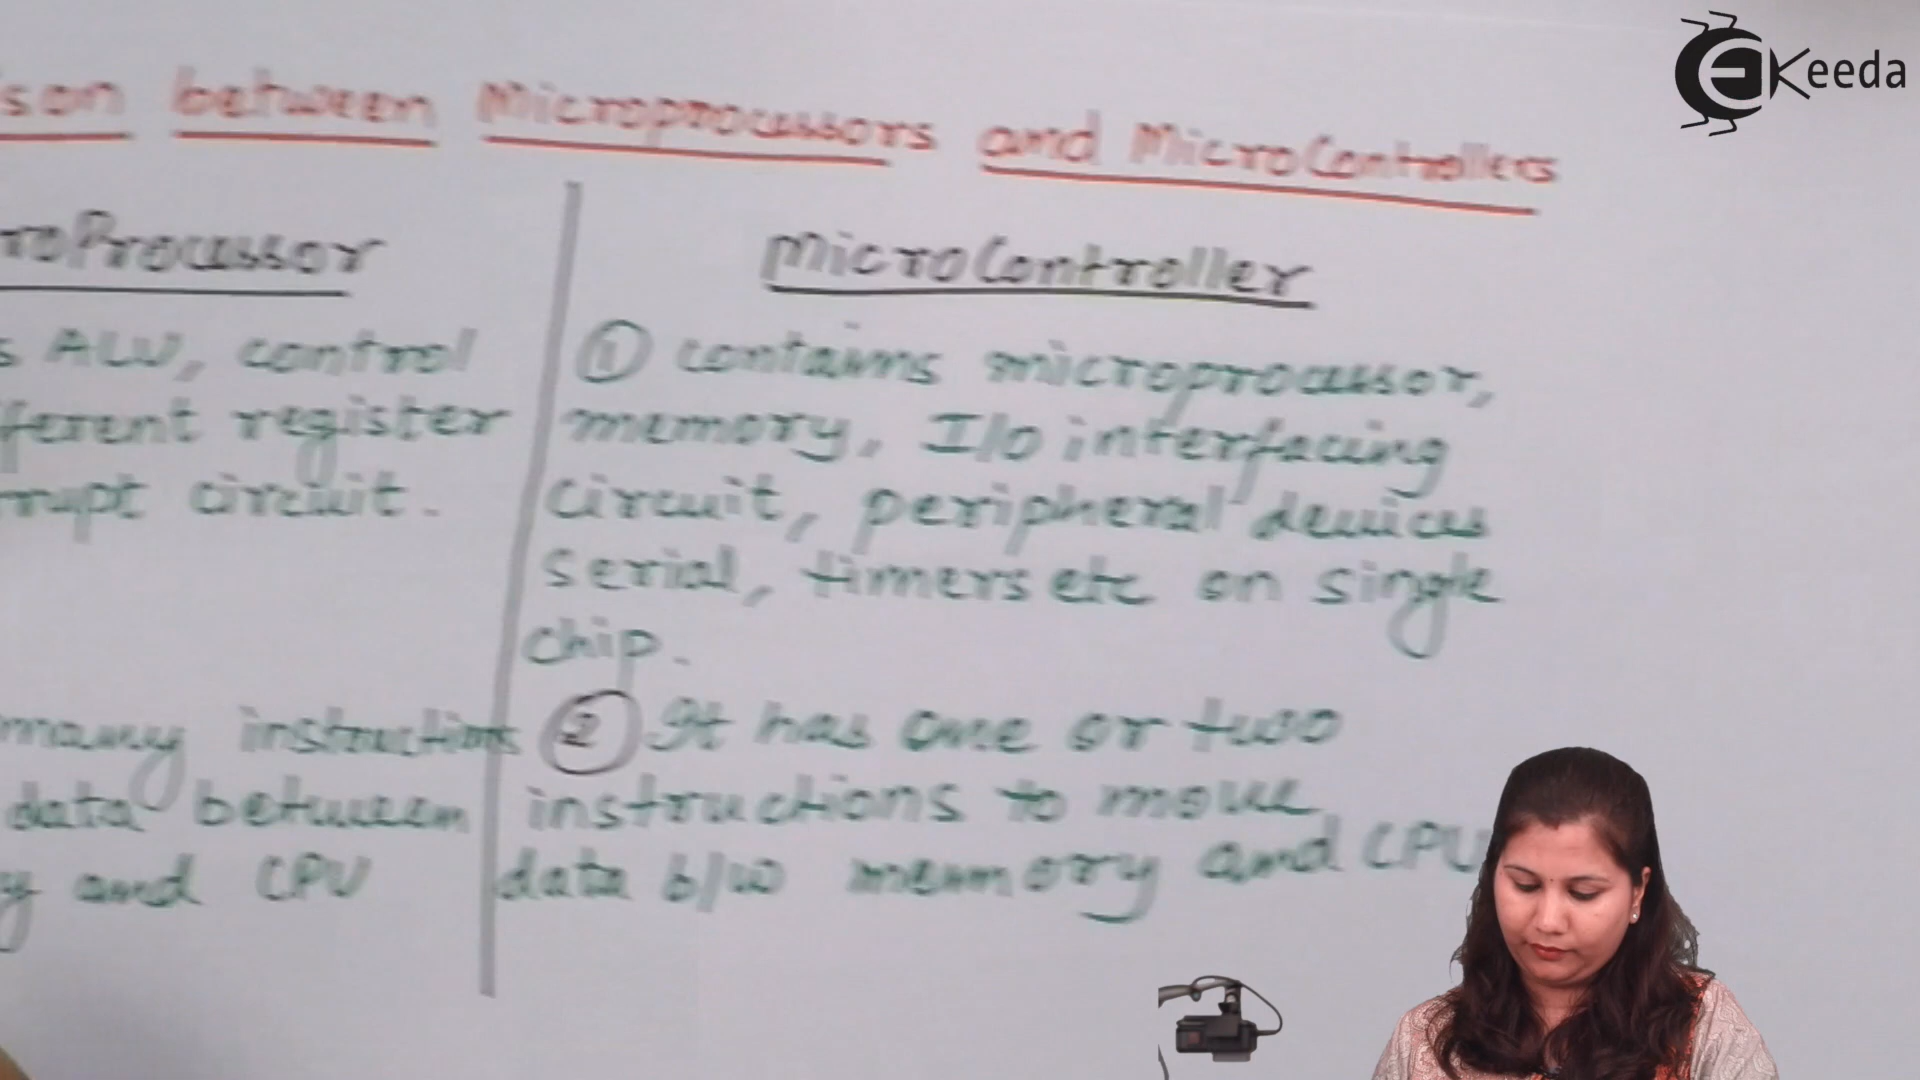 ison between Microprocessors and MicroControllers
EKeeda
roProcessor
s ALU, control
fferent register
rrupt circuit.
many instructions
data between
y and CPU
MicroController
① contains microprocessor,
memory, I/O interfacing
circuit, peripheral devices
serial, timers etc on single
chip.
② It has one or two
instructions to move
data b/w memory and CPU